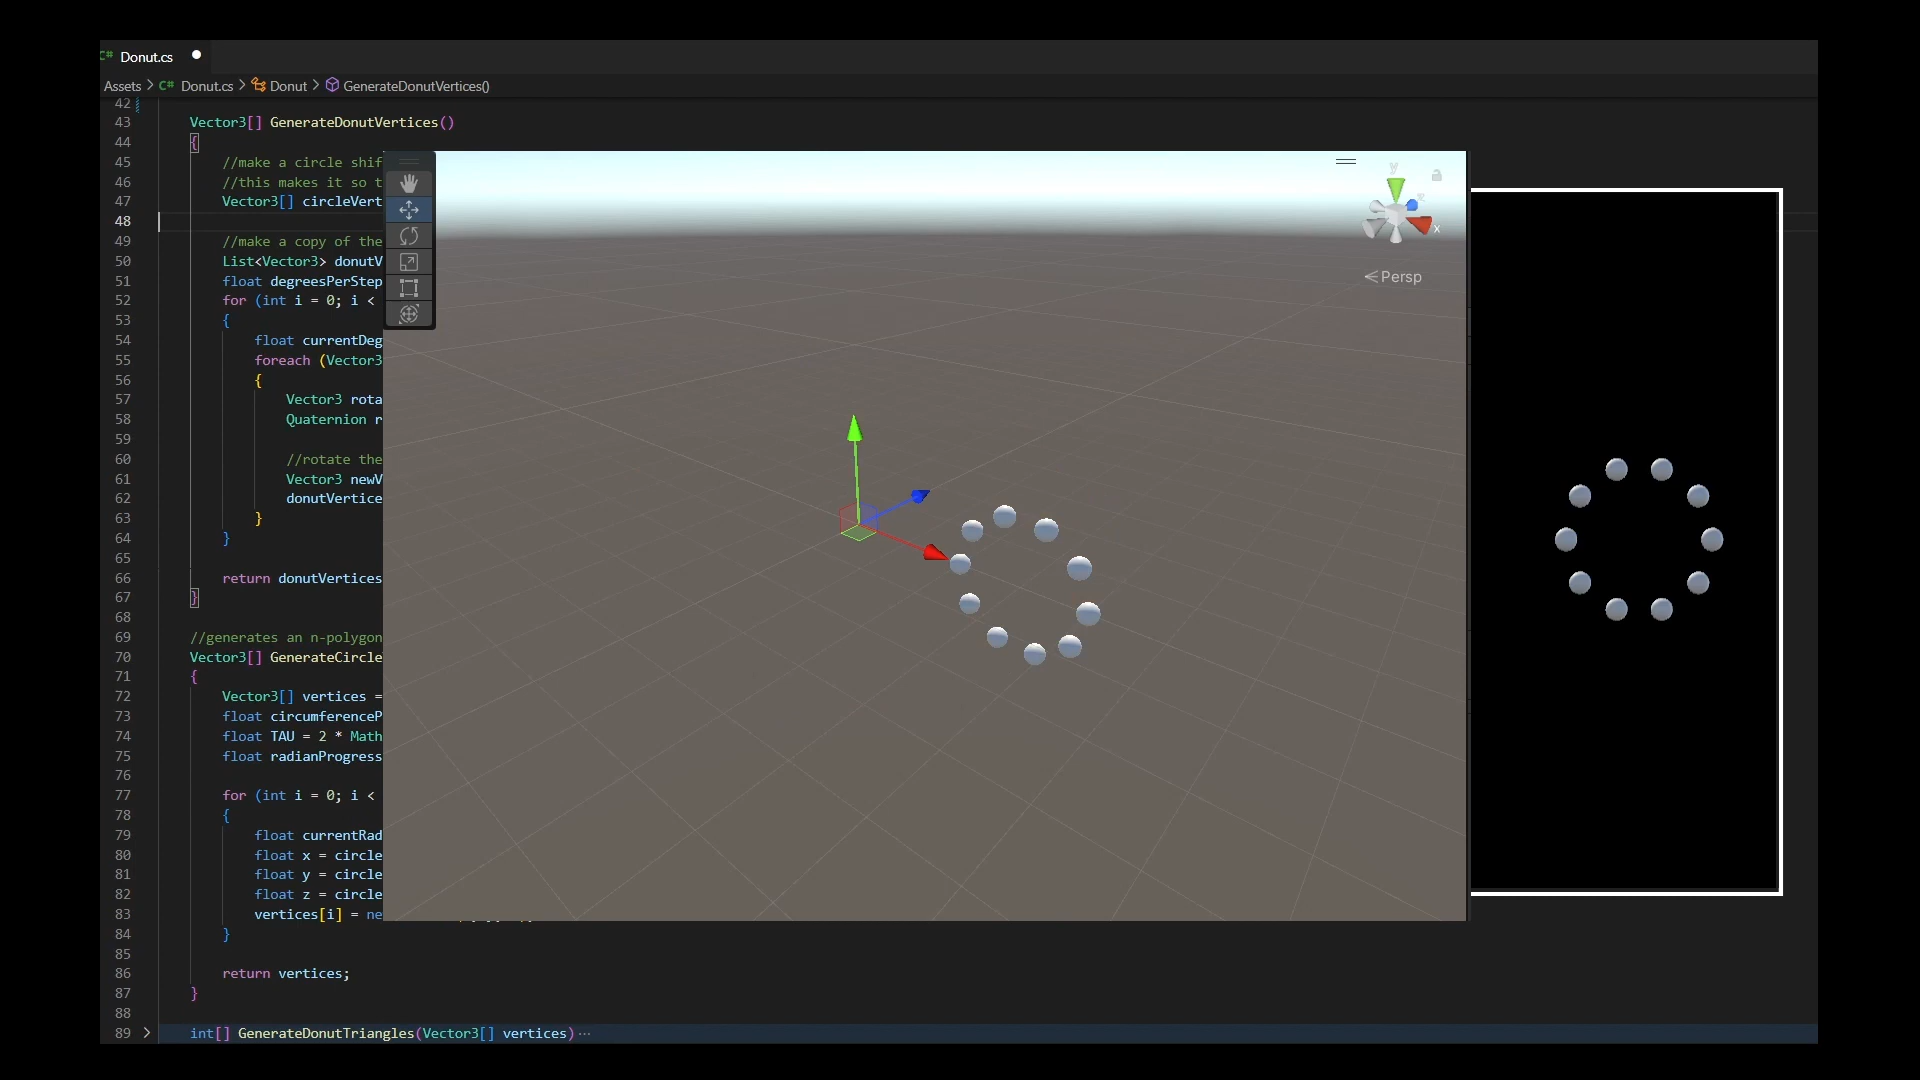 C# Donut.cs
Assets > C# Donut.cs > Donut > GenerateDonutVertices()
42
43 Vector3[] GenerateDonutVertices()
44 {
45 //make a circle shif
46 //this makes it so t
47 Vector3[] circleVert
48
49 //make a copy of the
50 List<Vector3> donutV
51 float degreesPerStep
52 for (int i = 0; i <
53 {
54 float currentDeg
55 foreach (Vector3
56 {
57 Vector3 rota
58 Quaternion r
59
60 //rotate the
61 Vector3 newV
62 donutVertice
63 }
64 }
65
66 return donutVertices
67 }
68
69 //generates an n-polygon
70 Vector3[] GenerateCircle
71 {
72 Vector3[] vertices =
73 float circumferenceP
74 float TAU = 2 * Math
75 float radianProgress
76
77 for (int i = 0; i <
78 {
79 float currentRad
80 float x = circle
81 float y = circle
82 float z = circle
83 vertices[i] = ne
84 }
85
86 return vertices;
87 }
88
89 int[] GenerateDonutTriangles(Vector3[] vertices) ...
y
z
x
<Persp